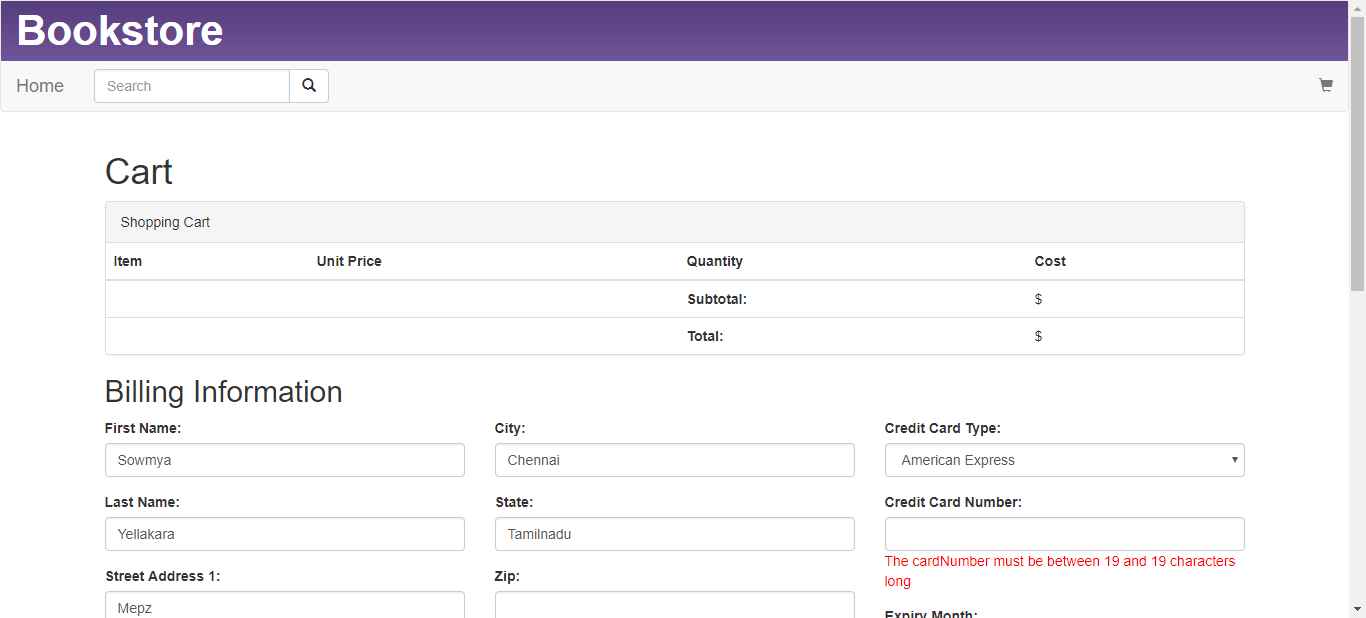 Bookstore
Home
Search
Cart
Shopping Cart
Item Unit Price Quantity Cost
Subtotal: $
Total: $
Billing Information
First Name: City: Credit Card Type:
Sowmya Chennai American Express
Last Name: State: Credit Card Number:
Yellakara Tamilnadu
The cardNumber must be between 19 and 19 characters
long
Street Address 1: Zip:
Mepz
Expiry Month: